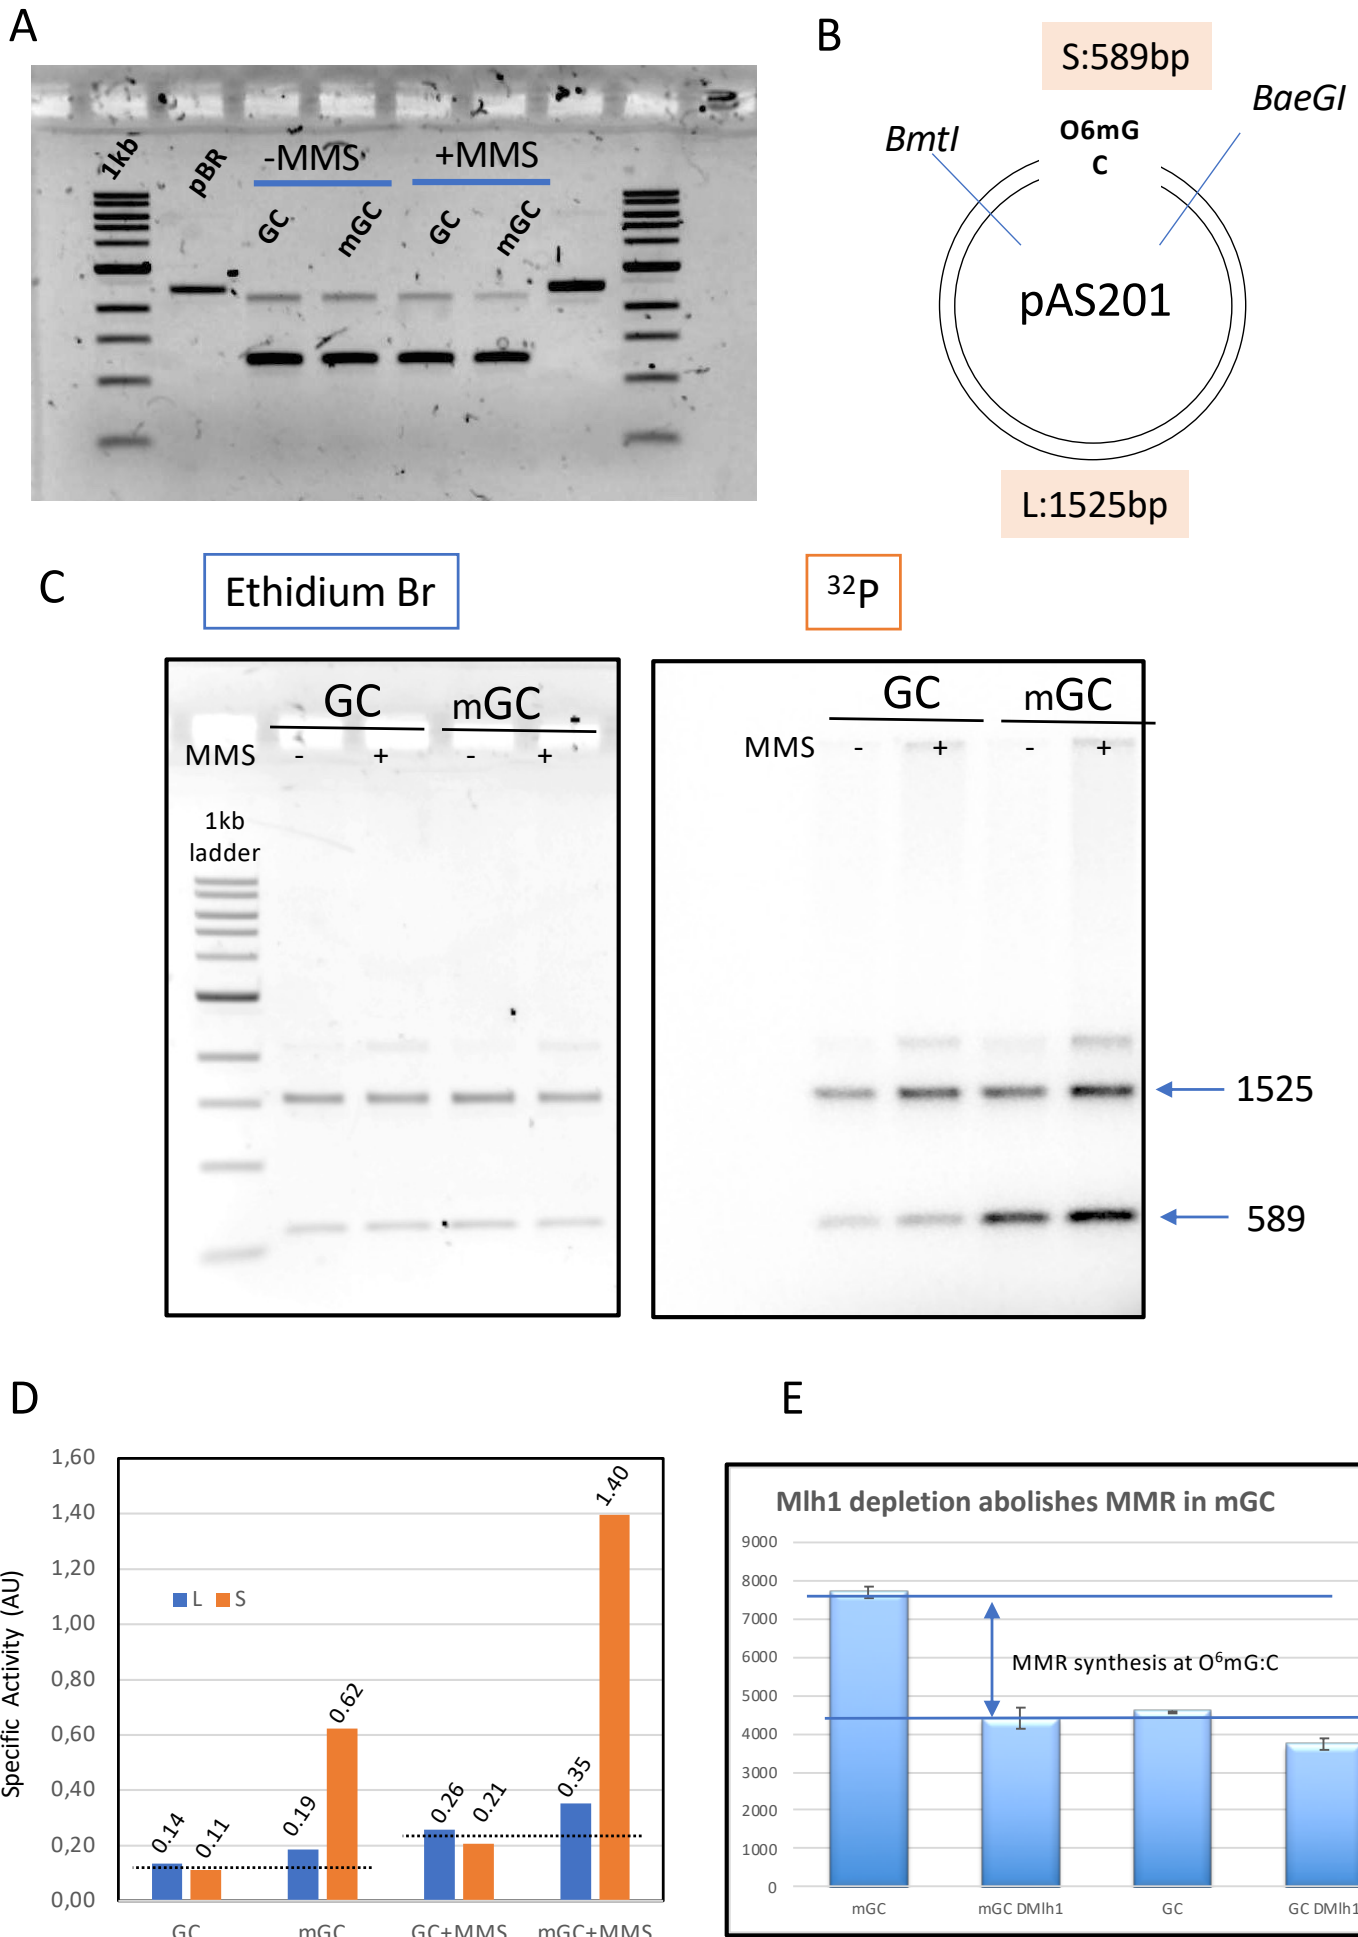 A
1kb
pBR
-MMS
+MMS
GC
mGC
GC
mGC
B
S:589bp
BmtI
BaeGI
O6mG
C
pAS201
L:1525bp
C
Ethidium Br
32P
GC
mGC
MMS
-
+
-
+
1kb
ladder
GC
mGC
MMS
-
+
-
+
1525
589
D
1,60
1,40
1,20
1,00
0,80
0,60
0,40
0,20
0,00
Specific Activity (AU)
L
S
0.14
0.11
0.19
0.62
0.26
0.21
0.35
1.40
GC
mGC
GC+MMS
mGC+MMS
E
Mlh1 depletion abolishes MMR in mGC
9000
8000
7000
6000
5000
4000
3000
2000
1000
0
MMR synthesis at O6mG:C
mGC
mGC DMlh1
GC
GC DMlh1